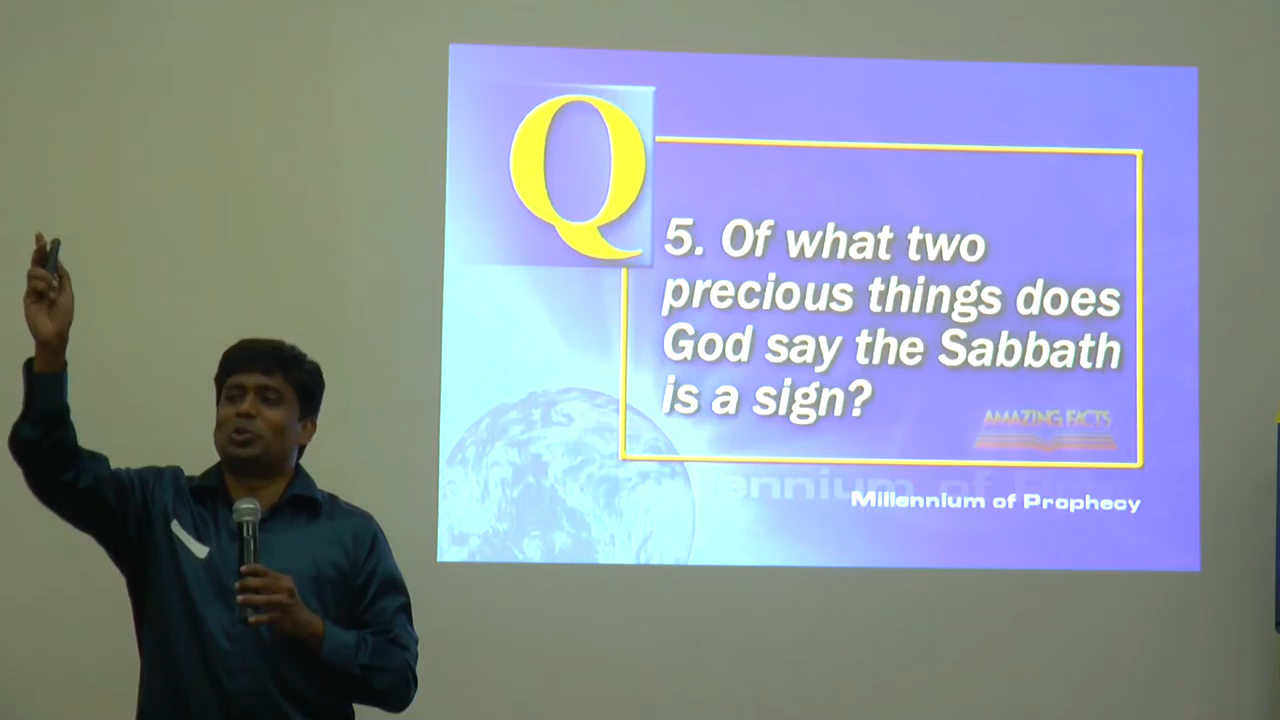 Q
5. Of what two
precious things does
God say the Sabbath
is a sign?
AMAZING FACTS
Millennium of Prophecy